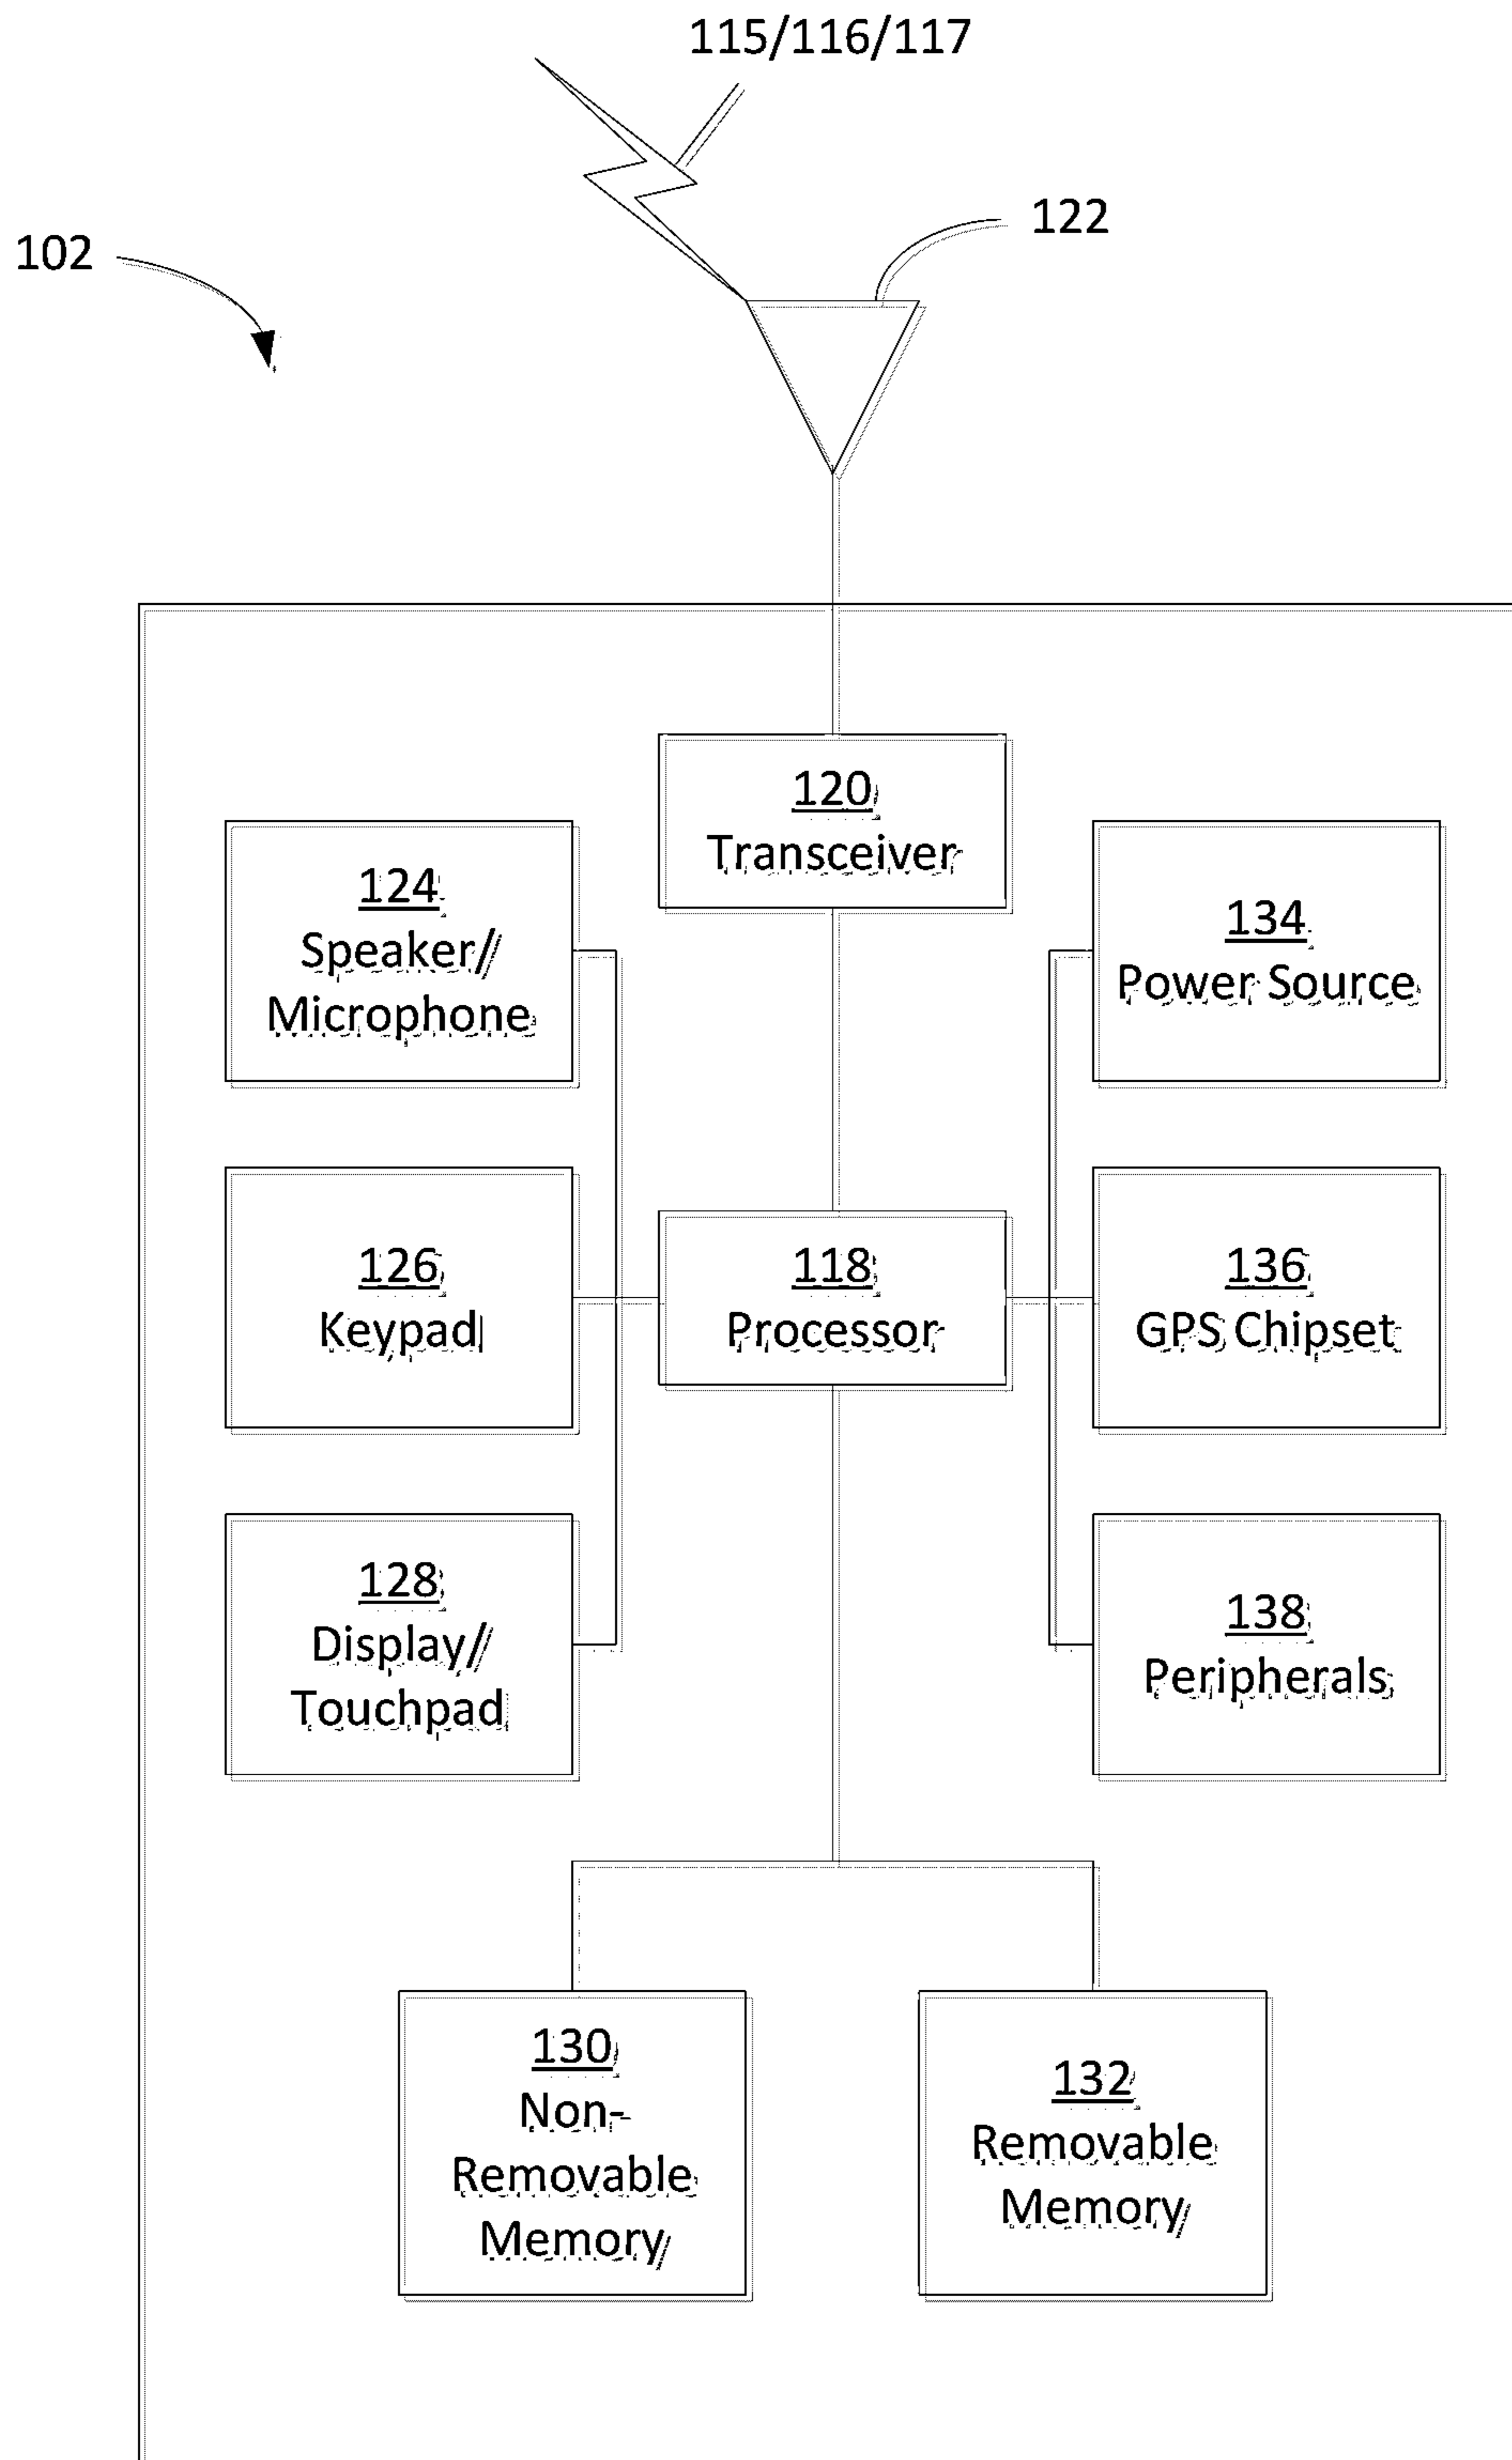 115/116/117
122
102
120
Transceiver
124
Speaker/
Microphone
134
Power Source
126
Keypad
118
Processor
136
GPS Chipset
128
Display/
Touchpad
138
Peripherals
130
Non-
Removable
Memory
132
Removable
Memory